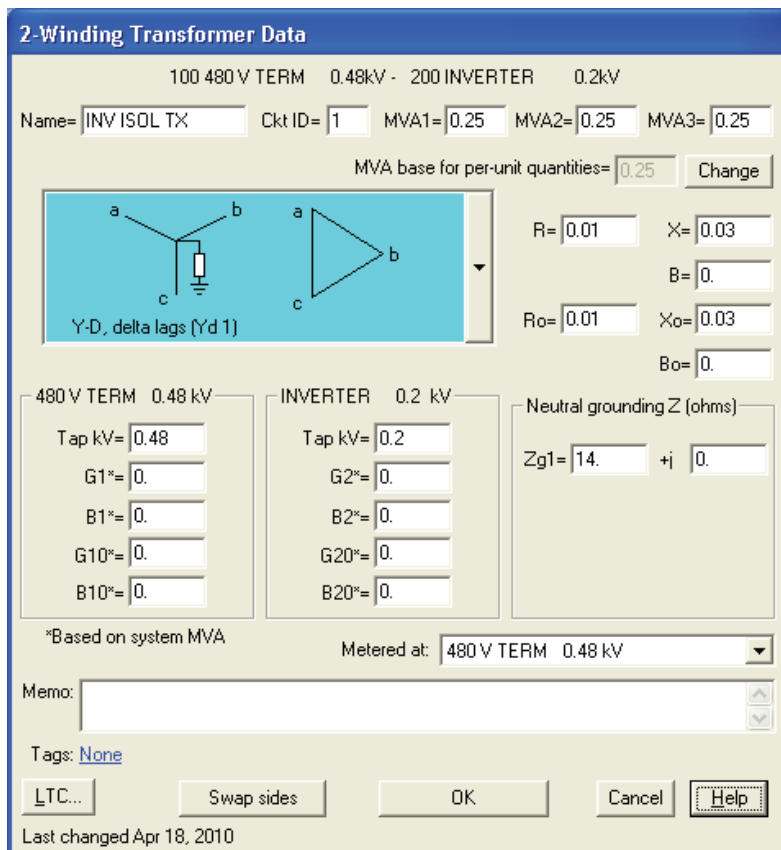 2-Winding Transformer Data
100 480 V TERM 0.48kV - 200 INVERTER 0.2kV
Name= INV ISOL TX Ckt ID= 1 MVA1= 0.25 MVA2= 0.25 MVA3= 0.25
MVA base for per-unit quantities= 0.25 Change
a b c a b c
Y-D, delta lags (Yd 1)
R= 0.01 X= 0.03
B= 0.
Ro= 0.01 Xo= 0.03
Bo= 0.
480 V TERM 0.48 kV
Tap kV= 0.48
G1*= 0.
B1*= 0.
G10*= 0.
B10*= 0.
INVERTER 0.2 kV
Tap kV= 0.2
G2*= 0.
B2*= 0.
G20*= 0.
B20*= 0.
Neutral grounding Z (ohms)
Zg1= 14. +j 0.
*Based on system MVA
Metered at: 480 V TERM 0.48 kV
Memo:
Tags: None
LTC... Swap sides OK Cancel Help
Last changed Apr 18, 2010